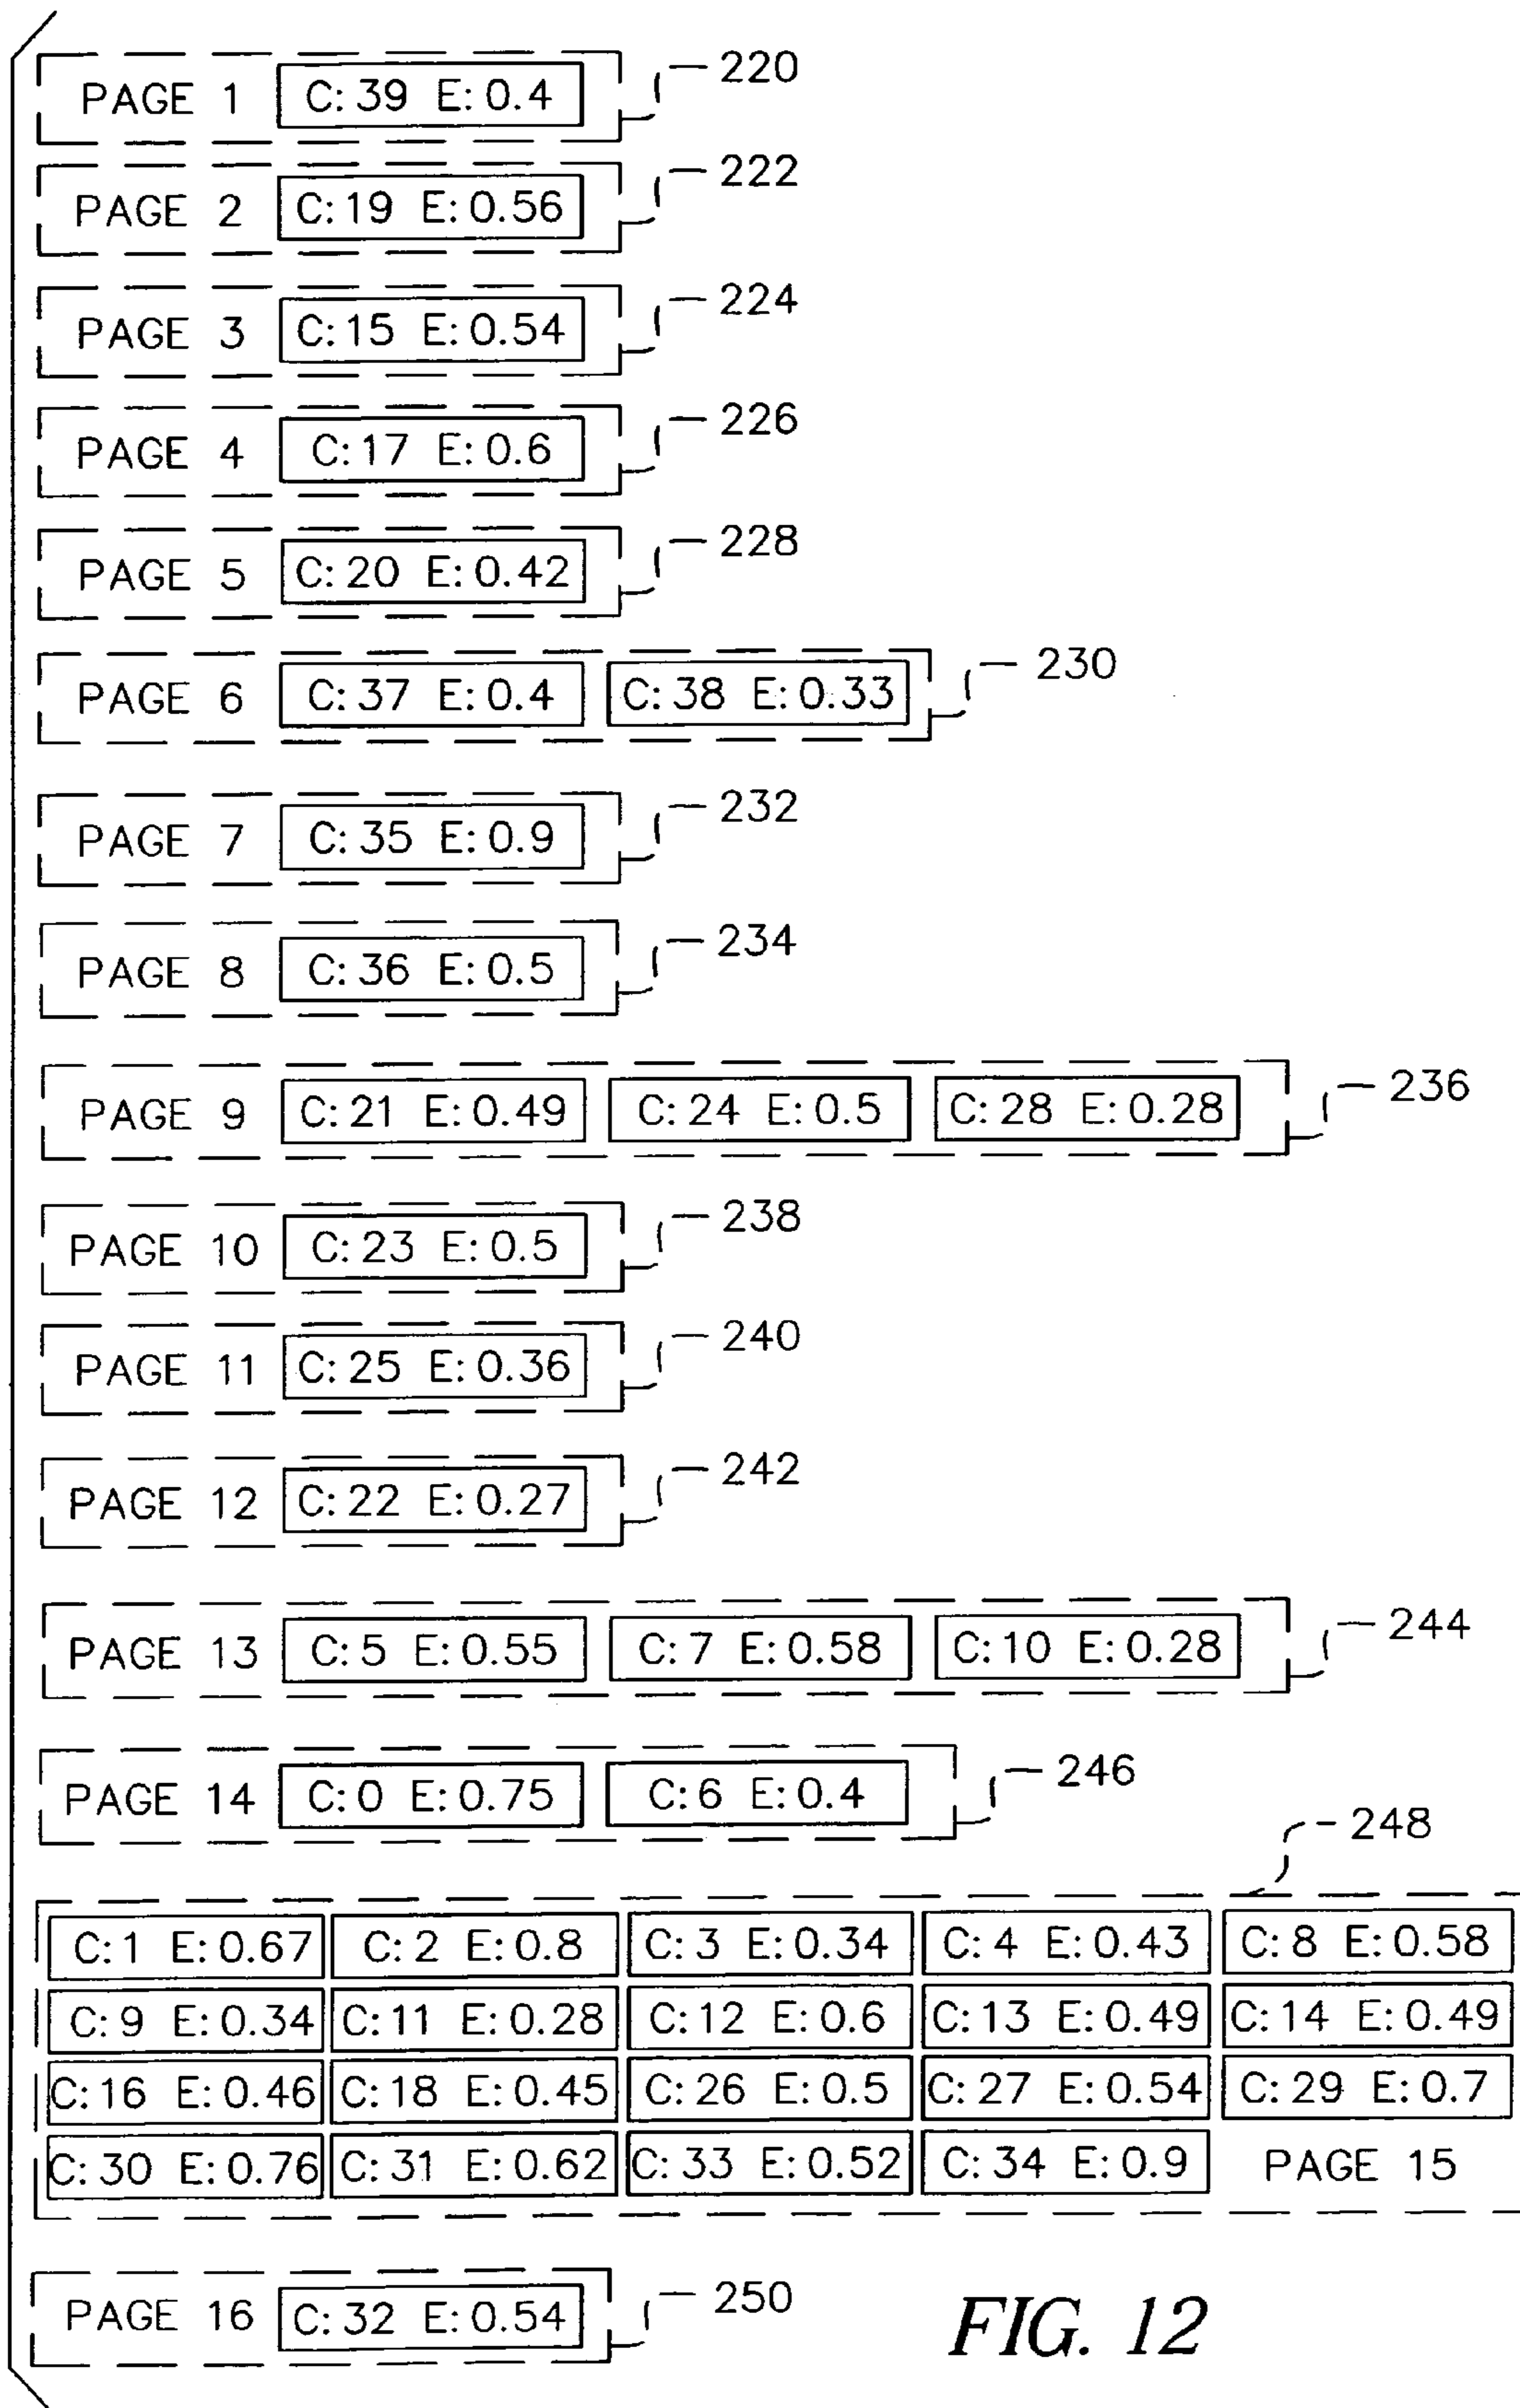 PAGE 1 C: 39 E: 0.4 220
PAGE 2 C: 19 E: 0.56 222
PAGE 3 C: 15 E: 0.54 224
PAGE 4 C: 17 E: 0.6 226
PAGE 5 C: 20 E: 0.42 228
PAGE 6 C: 37 E: 0.4 C: 38 E: 0.33 230
PAGE 7 C: 35 E: 0.9 232
PAGE 8 C: 36 E: 0.5 234
PAGE 9 C: 21 E: 0.49 C: 24 E: 0.5 C: 28 E: 0.28 236
PAGE 10 C: 23 E: 0.5 238
PAGE 11 C: 25 E: 0.36 240
PAGE 12 C: 22 E: 0.27 242
PAGE 13 C: 5 E: 0.55 C: 7 E: 0.58 C: 10 E: 0.28 244
PAGE 14 C: 0 E: 0.75 C: 6 E: 0.4 246
248
C: 1 E: 0.67 C: 2 E: 0.8 C: 3 E: 0.34 C: 4 E: 0.43 C: 8 E: 0.58
C: 9 E: 0.34 C: 11 E: 0.28 C: 12 E: 0.6 C: 13 E: 0.49 C: 14 E: 0.49
C: 16 E: 0.46 C: 18 E: 0.45 C: 26 E: 0.5 C: 27 E: 0.54 C: 29 E: 0.7
C: 30 E: 0.76 C: 31 E: 0.62 C: 33 E: 0.52 C: 34 E: 0.9 PAGE 15
PAGE 16 C: 32 E: 0.54 250
FIG. 12